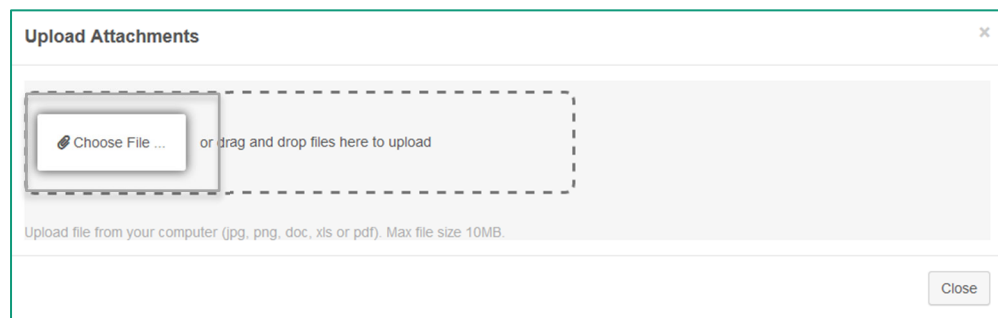 Upload Attachments ×
Choose File ... or drag and drop files here to upload
Upload file from your computer (jpg, png, doc, xls or pdf). Max file size 10MB.
Close